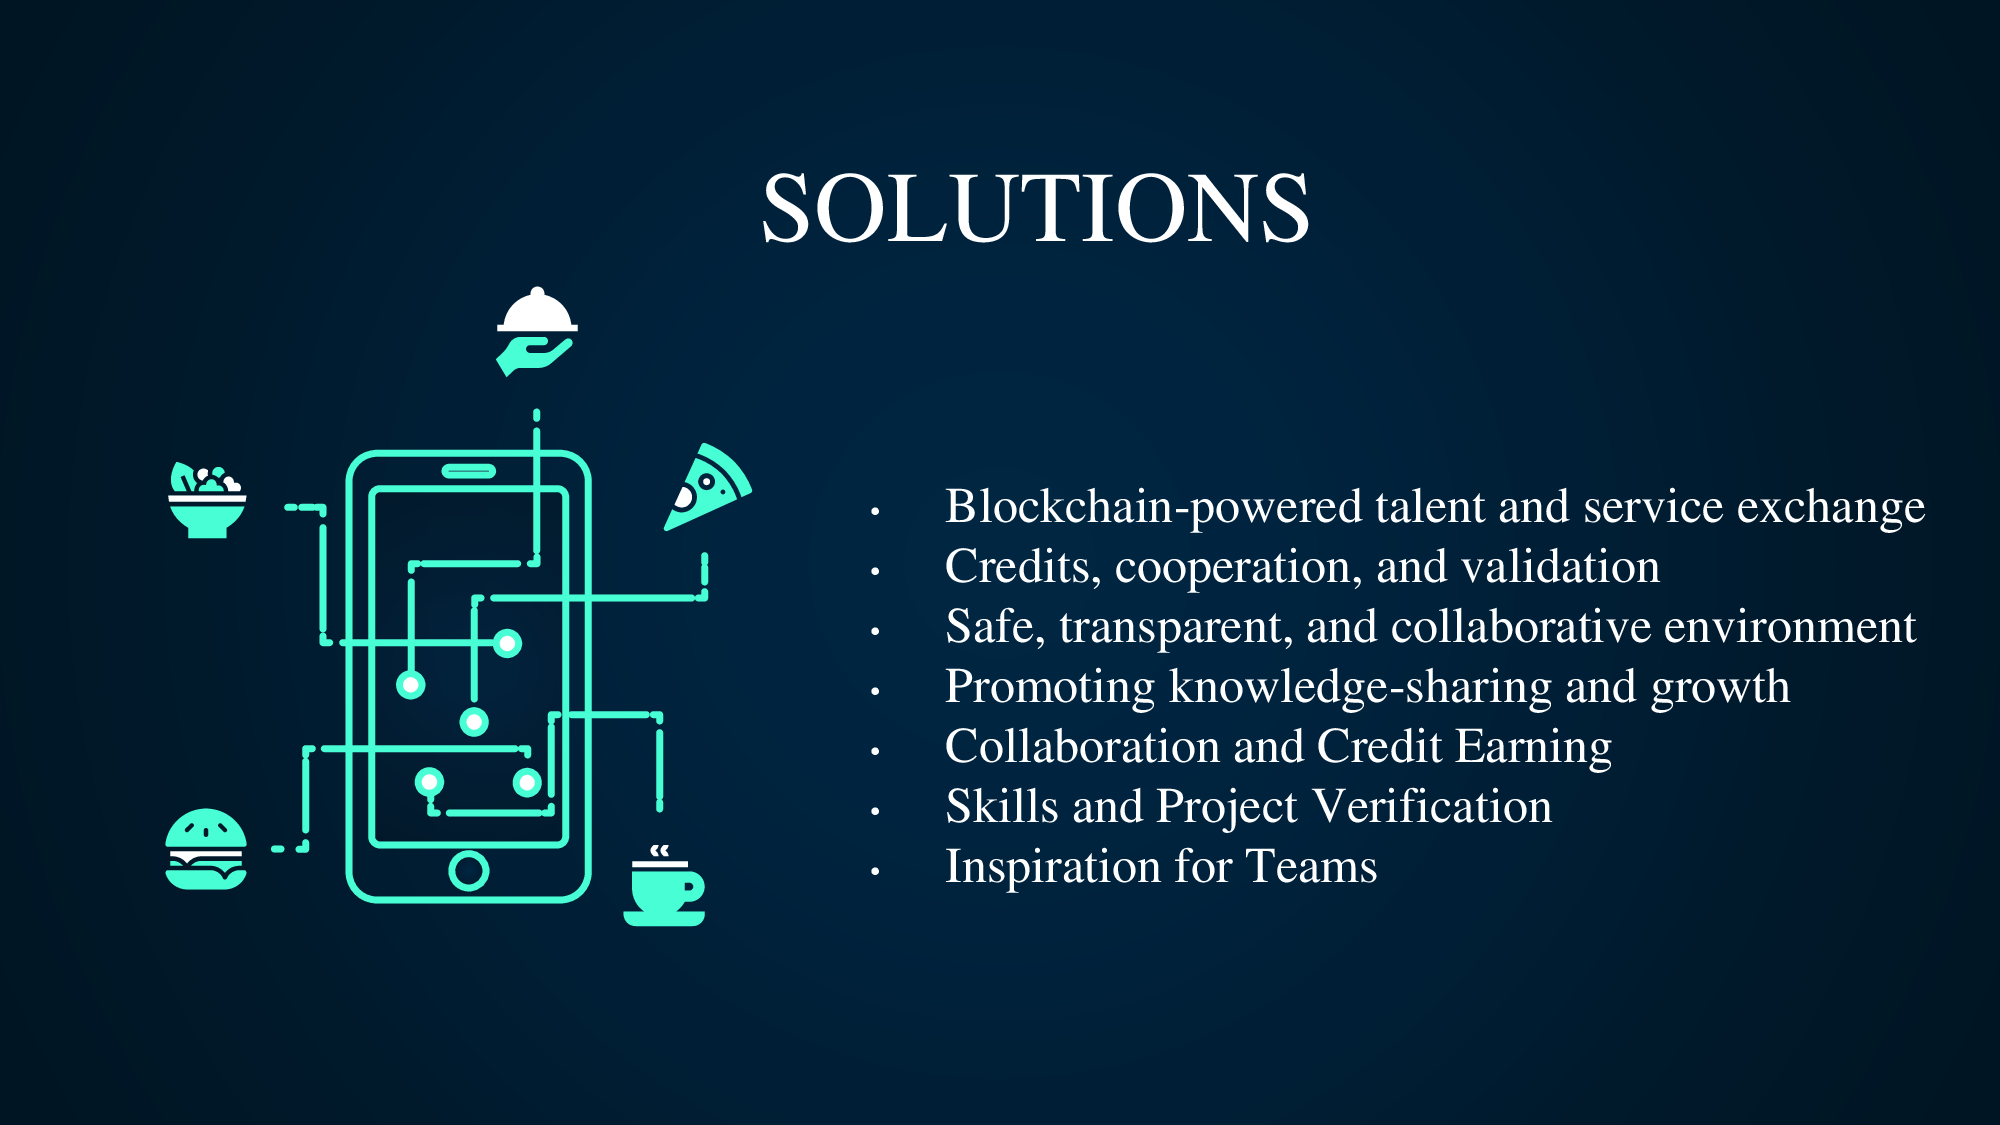 SOLUTIONS
• Blockchain-powered talent and service exchange
• Credits, cooperation, and validation
• Safe, transparent, and collaborative environment
• Promoting knowledge-sharing and growth
• Collaboration and Credit Earning
• Skills and Project Verification
• Inspiration for Teams